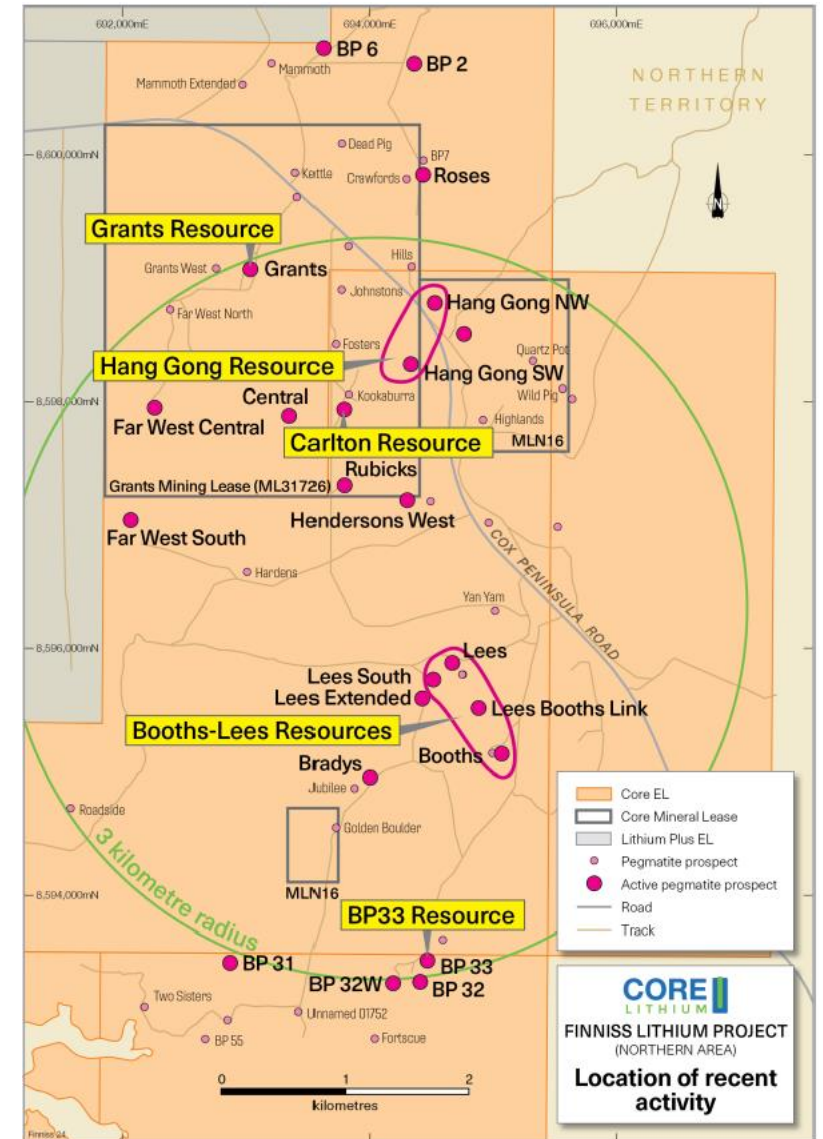 692,000mE
694,000mE
696,000mE
BP 6
BP 2
Mammoth
Mammoth Extended
NORTHERN
TERRITORY
Dead Pig
8,600,000mN
BP7
Kettle
Crawfords
Roses
N
Grants Resource
Hills
Grants West
Grants
Johnstons
Hang Gong NW
Far West North
Fosters
Quartz Pot
Hang Gong Resource
Hang Gong SW
Central
Kookaburra
Wild Pig
8,598,000mN
Far West Central
Highlands
Carlton Resource
MLN16
Rubicks
Grants Mining Lease (ML31726)
Hendersons West
Far West South
COX PENINSULA ROAD
Hardens
Yan Yam
8,596,000mN
Lees
Lees South
Lees Extended
Lees Booths Link
Booths-Lees Resources
Booths
Bradys
Jubilee
Roadside
Golden Boulder
3 kilometre radius
MLN16
8,594,000mN
BP33 Resource
BP 31
BP 33
BP 32W
BP 32
Two Sisters
Unnamed 01752
BP 55
Fortscue
0 1 2
kilometres
Core EL
Core Mineral Lease
Lithium Plus EL
Pegmatite prospect
Active pegmatite prospect
Road
Track
CORE
LITHIUM
FINNISS LITHIUM PROJECT
(NORTHERN AREA)
Location of recent
activity
Finniss 24